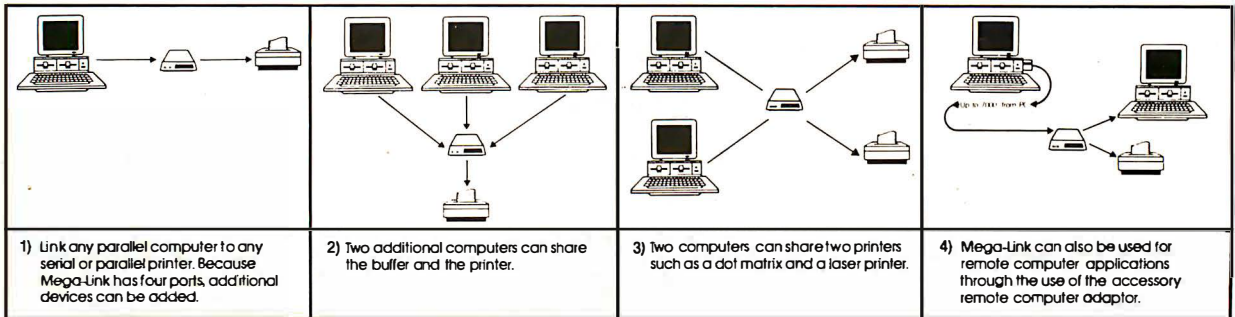 Up to 7000' from PC
1) Link any parallel computer to any
serial or parallel printer. Because
Mega-Link has four ports, additional
devices can be added.
2) Two additional computers can share
the buffer and the printer.
3) Two computers can share two printers
such as a dot matrix and a laser printer.
4) Mega-Link can also be used for
remote computer applications
through the use of the accessory
remote computer adaptor.